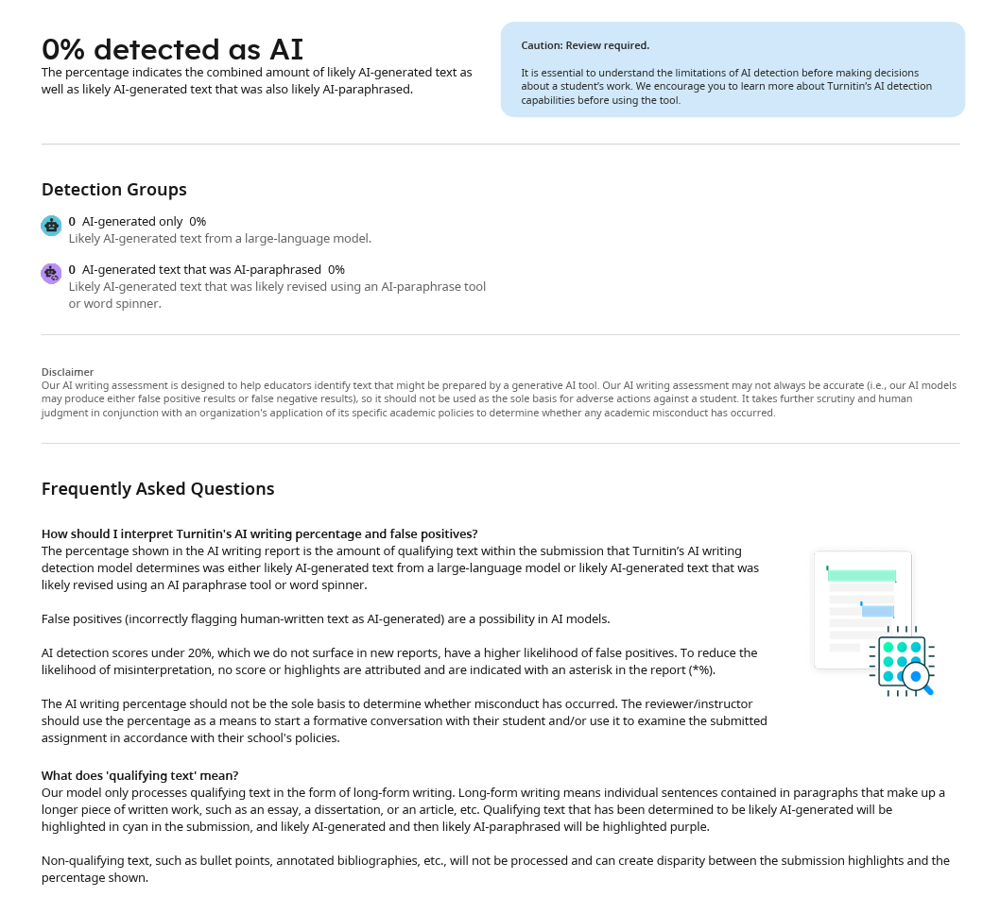 0% detected as AI
The percentage indicates the combined amount of likely AI-generated text as
well as likely AI-generated text that was also likely AI-paraphrased.
Caution: Review required.
It is essential to understand the limitations of AI detection before making decisions
about a student’s work. We encourage you to learn more about Turnitin’s AI detection
capabilities before using the tool.
Detection Groups
0 AI-generated only 0%
Likely AI-generated text from a large-language model.
0 AI-generated text that was AI-paraphrased 0%
Likely AI-generated text that was likely revised using an AI-paraphrase tool
or word spinner.
Disclaimer
Our AI writing assessment is designed to help educators identify text that might be prepared by a generative AI tool. Our AI writing assessment may not always be accurate (i.e., our AI models
may produce either false positive results or false negative results), so it should not be used as the sole basis for adverse actions against a student. It takes further scrutiny and human
judgment in conjunction with an organization's application of its specific academic policies to determine whether any academic misconduct has occurred.
Frequently Asked Questions
How should I interpret Turnitin's AI writing percentage and false positives?
The percentage shown in the AI writing report is the amount of qualifying text within the submission that Turnitin’s AI writing
detection model determines was either likely AI-generated text from a large-language model or likely AI-generated text that was
likely revised using an AI paraphrase tool or word spinner.
False positives (incorrectly flagging human-written text as AI-generated) are a possibility in AI models.
AI detection scores under 20%, which we do not surface in new reports, have a higher likelihood of false positives. To reduce the
likelihood of misinterpretation, no score or highlights are attributed and are indicated with an asterisk in the report (*%).
The AI writing percentage should not be the sole basis to determine whether misconduct has occurred. The reviewer/instructor
should use the percentage as a means to start a formative conversation with their student and/or use it to examine the submitted
assignment in accordance with their school's policies.
What does 'qualifying text' mean?
Our model only processes qualifying text in the form of long-form writing. Long-form writing means individual sentences contained in paragraphs that make up a
longer piece of written work, such as an essay, a dissertation, or an article, etc. Qualifying text that has been determined to be likely AI-generated will be
highlighted in cyan in the submission, and likely AI-generated and then likely AI-paraphrased will be highlighted purple.
Non-qualifying text, such as bullet points, annotated bibliographies, etc., will not be processed and can create disparity between the submission highlights and the
percentage shown.